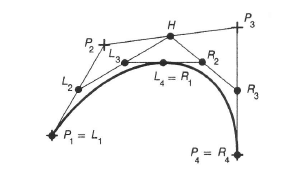 H
P₃
P₂
L₃
R₂
L₂
L₄ = R₁
R₃
P₁ = L₁
P₄ = R₄